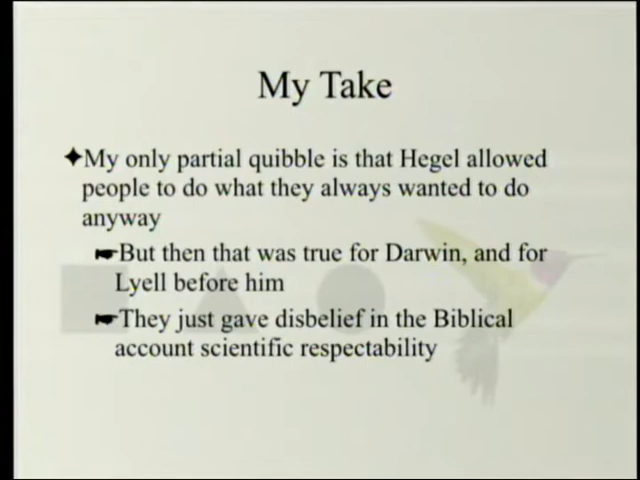 My Take
My only partial quibble is that Hegel allowed
people to do what they always wanted to do
anyway
But then that was true for Darwin, and for
Lyell before him
They just gave disbelief in the Biblical
account scientific respectability